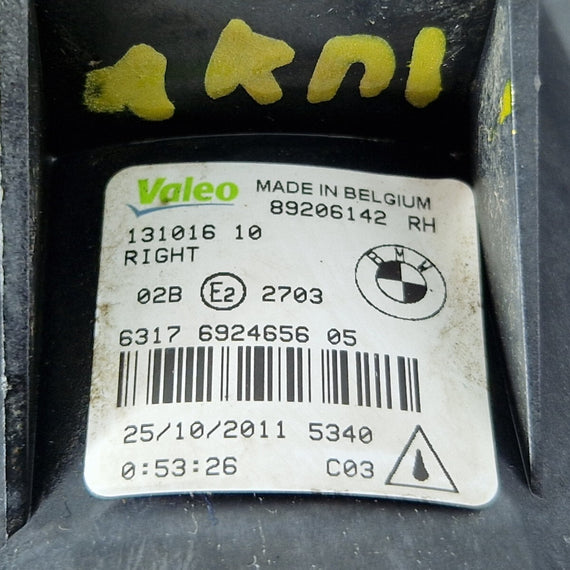 Valeo MADE IN BELGIUM
89206142 RH
131016 10
RIGHT
02B E2 2703
BMW
6317 6924656 05
25/10/2011 5340
0:53:26 C03